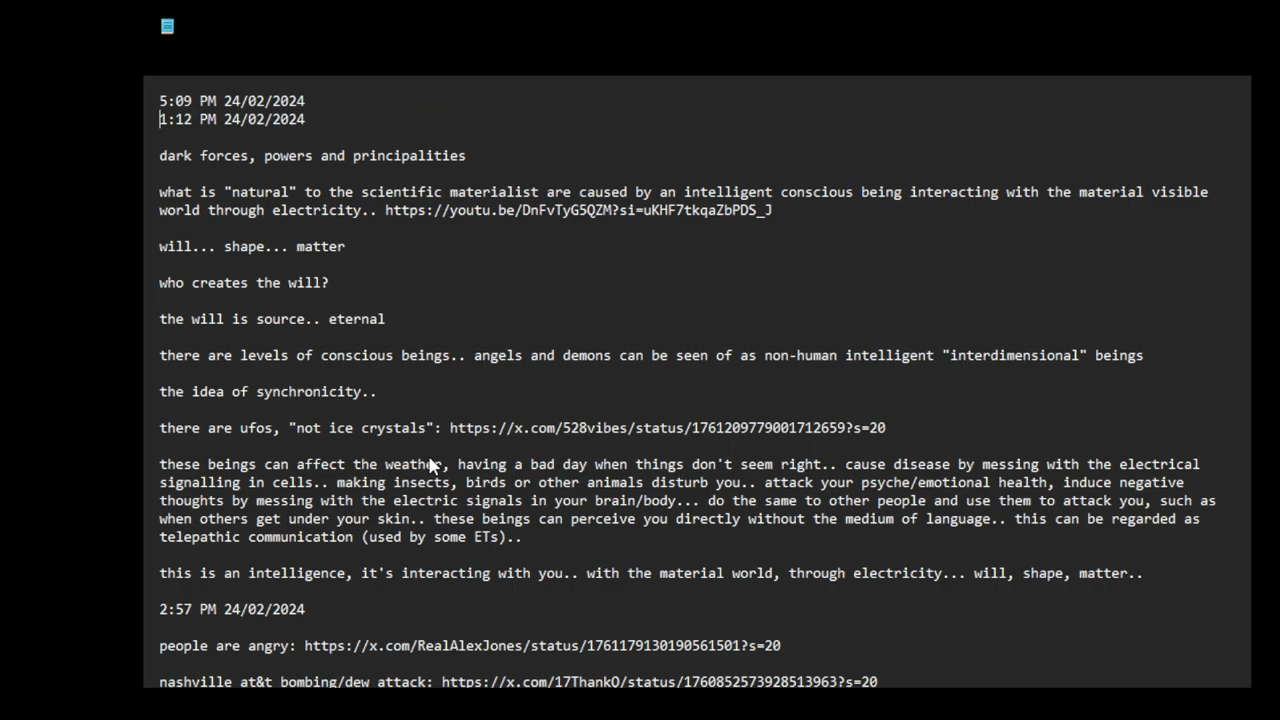 5:09 PM 24/02/2024
1:12 PM 24/02/2024
dark forces, powers and principalities
what is "natural" to the scientific materialist are caused by an intelligent conscious being interacting with the material visible
world through electricity.. https://youtu.be/DnFvTyG5QZM?si=uKHF7tkqaZbPDS_J
will... shape... matter
who creates the will?
the will is source.. eternal
there are levels of conscious beings.. angels and demons can be seen of as non-human intelligent "interdimensional" beings
the idea of synchronicity..
there are ufos, "not ice crystals": https://x.com/528vibes/status/1761209779001712659?s=20
these beings can affect the weather, having a bad day when things don't seem right.. cause disease by messing with the electrical
signalling in cells.. making insects, birds or other animals disturb you.. attack your psyche/emotional health, induce negative
thoughts by messing with the electric signals in your brain/body... do the same to other people and use them to attack you, such as
when others get under your skin.. these beings can perceive you directly without the medium of language.. this can be regarded as
telepathic communication (used by some ETs)..
this is an intelligence, it's interacting with you.. with the material world, through electricity... will, shape, matter..
2:57 PM 24/02/2024
people are angry: https://x.com/RealAlexJones/status/1761179130190561501?s=20
nashville at&t bombing/dew attack: https://x.com/17ThankQ/status/1760852573928513963?s=20